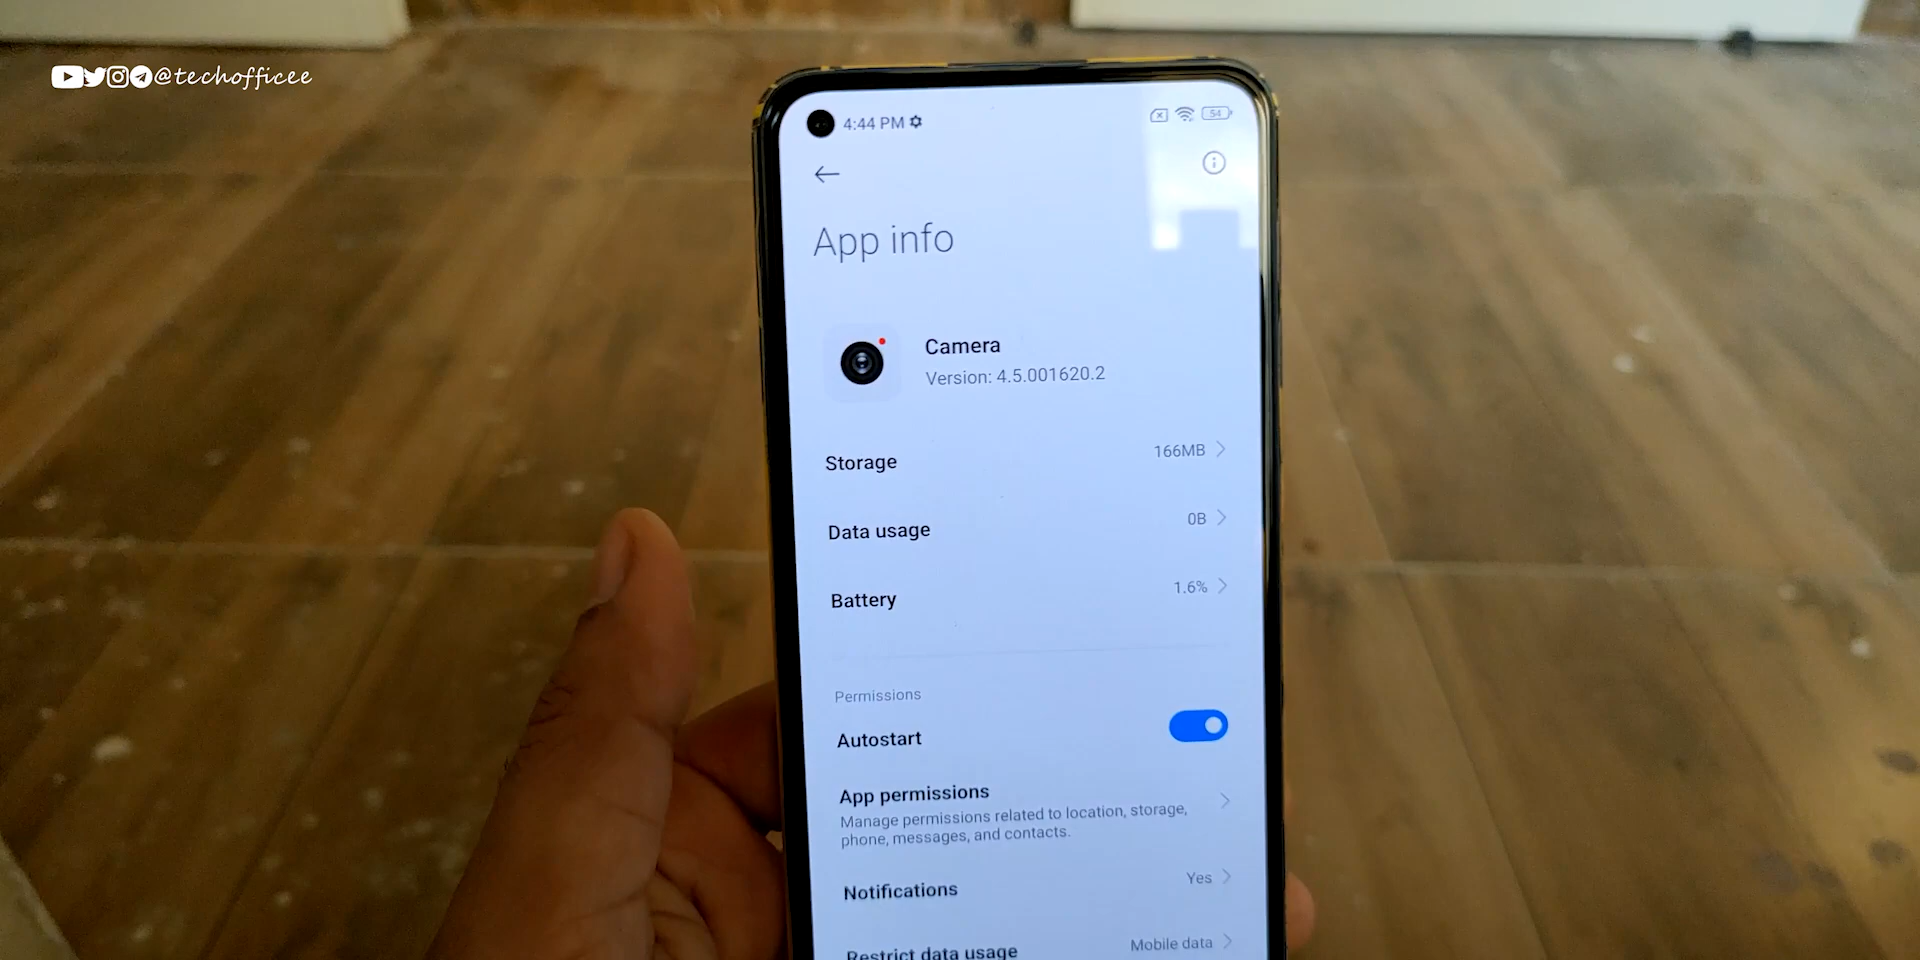 @techofficee
4:44 PM
54
App info
Camera
Version: 4.5.001620.2
Storage
166MB
Data usage
0B
Battery
1.6%
Permissions
Autostart
App permissions
Manage permissions related to location, storage,
phone, messages, and contacts.
Notifications
Yes
Restrict data usage
Mobile data